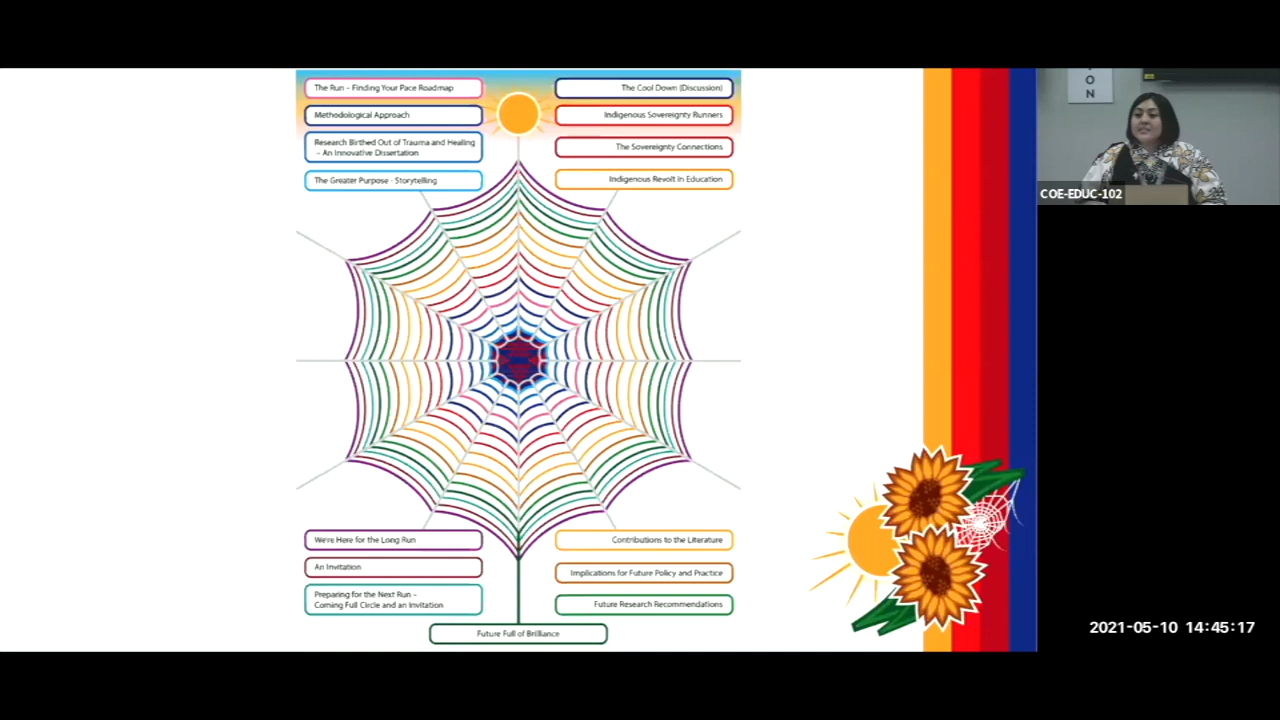 The Run - Finding Your Pace Roadmap
Methodological Approach
Research Birthed Out of Trauma and Healing
- An Innovative Dissertation
The Greater Purpose - Storytelling
The Cool Down (Discussion)
Indigenous Sovereignty Runners
The Sovereignty Connections
Indigenous Revolt in Education
We're Here for the Long Run
An Invitation
Preparing for the Next Run -
Coming Full Circle and an Invitation
Contributions to the Literature
Implications for Future Policy and Practice
Future Research Recommendations
Future Full of Brilliance
T
O
N
COE-EDUC-102
2021-05-10 14:45:17